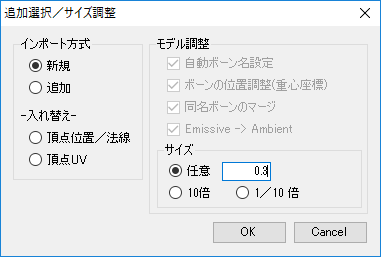 追加選択／サイズ調整
インポート方式
新規
追加
-入れ替え-
頂点位置／法線
頂点UV
モデル調整
自動ボーン名設定
ボーンの位置調整(重心座標)
同名ボーンのマージ
Emissive -> Ambient
サイズ
任意
0.3
10倍
1／10 倍
OK
Cancel